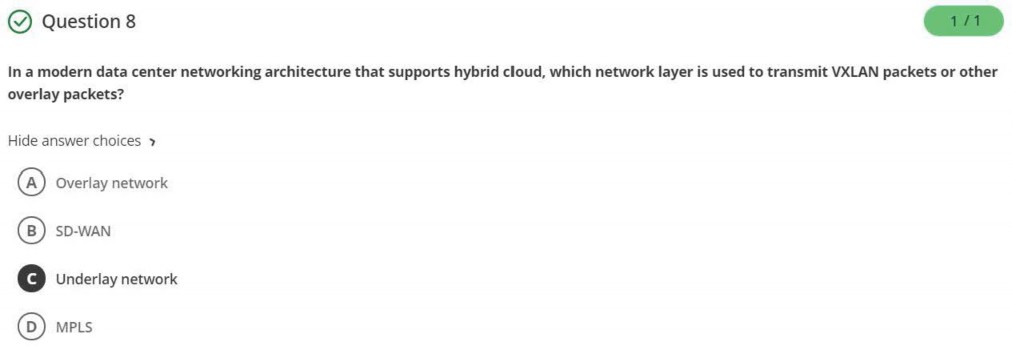 Question 8
1 / 1
In a modern data center networking architecture that supports hybrid cloud, which network layer is used to transmit VXLAN packets or other
overlay packets?
Hide answer choices
A Overlay network
B SD-WAN
C Underlay network
D MPLS